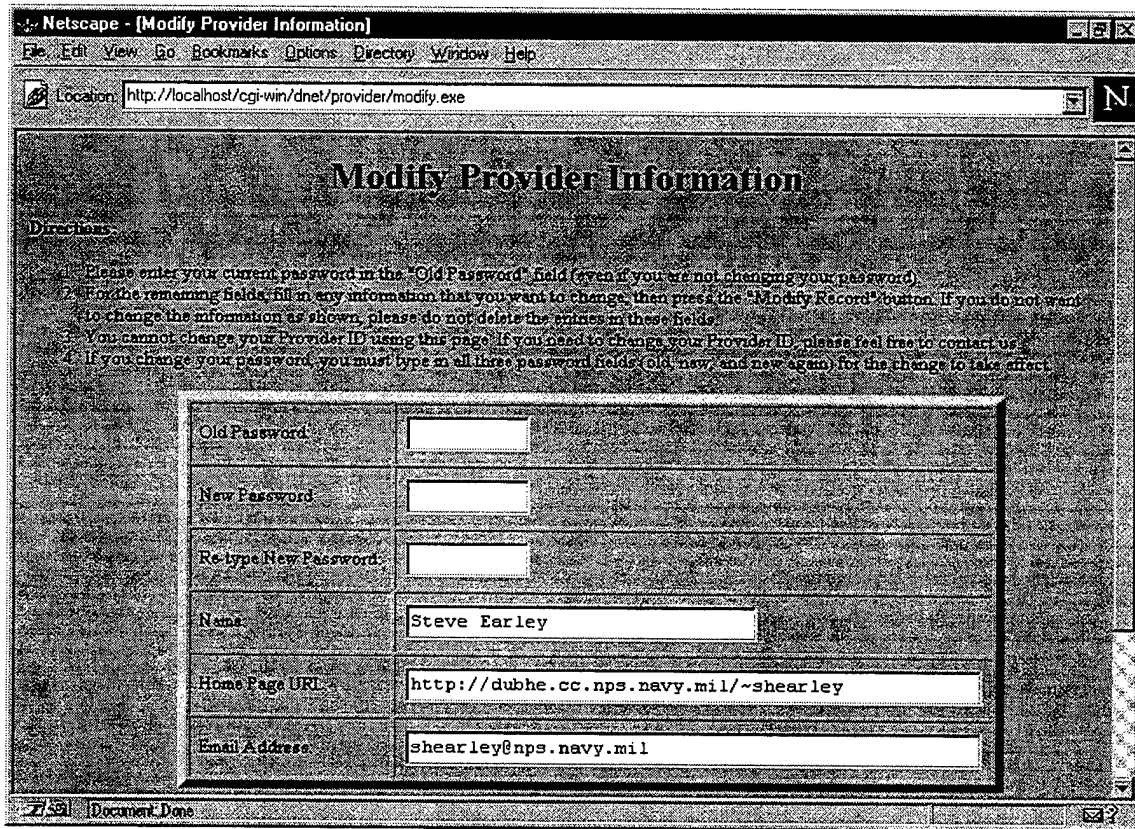 Netscape - [Modify Provider Information]
File Edit View Go Bookmarks Options Directory Window Help
Location: http://localhost/cgi-win/dnet/provider/modify.exe
N
Modify Provider Information
Directions:
1. Please enter your current password in the "Old Password" field (even if you are not changing your password).
2. For the remaining fields, fill in any information that you want to change, then press the "Modify Record" button. If you do not want
to change the information as shown, please do not delete the entries in these fields.
3. You cannot change your Provider ID using this page. If you need to change your Provider ID, please feel free to contact us.
4. If you change your password, you must type in all three password fields (old, new, and new again) for the change to take effect.
Old Password:
New Password:
Re-type New Password:
Name: Steve Earley
Home Page URL: http://dubhe.cc.nps.navy.mil/~shearley
Email Address: shearley@nps.navy.mil
Document: Done